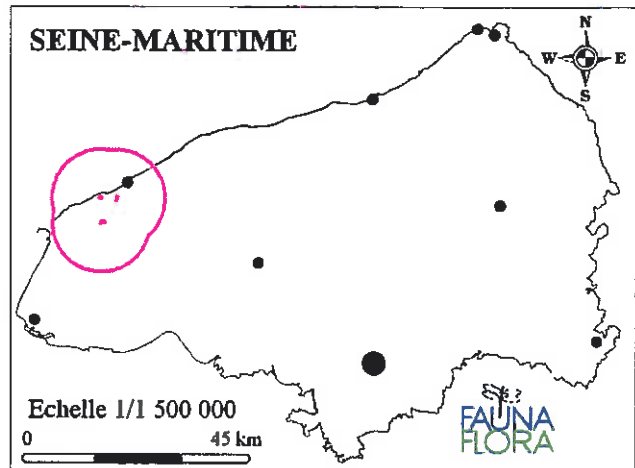 SEINE-MARITIME
N
W E
S
Echelle 1/1 500 000
0 45 km
FAUNA
FLORA